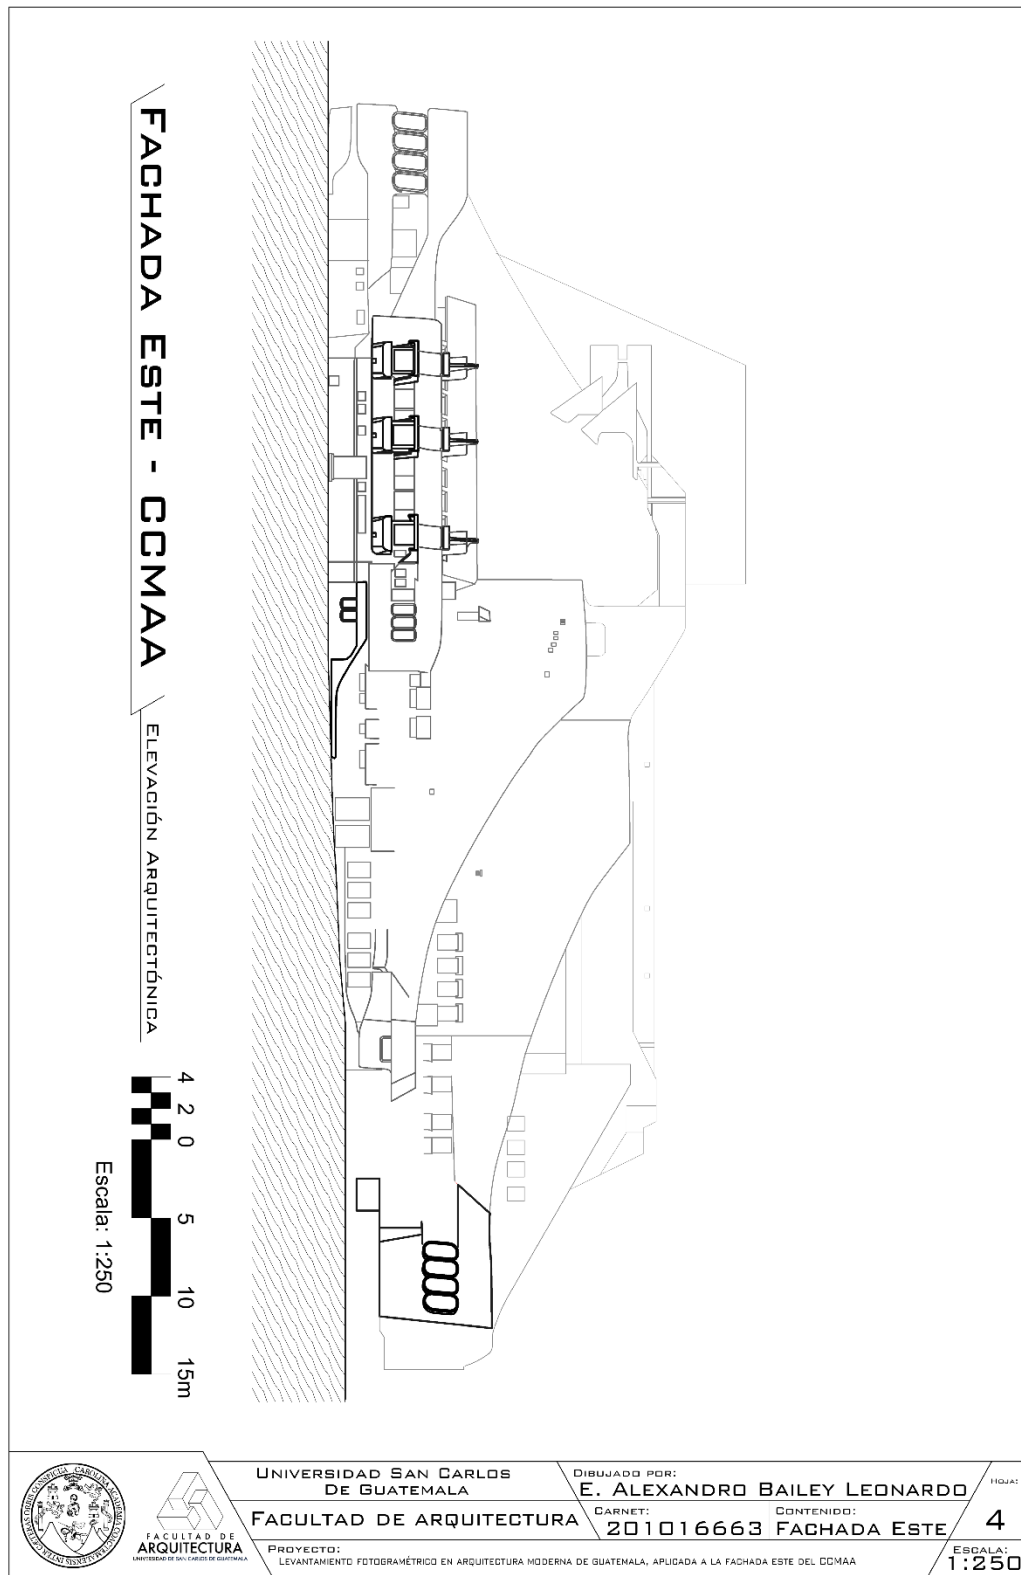 FACHADA ESTE - CCMAA
ELEVACIÓN ARQUITECTÓNICA
4 2 0 5 10 15m
Escala: 1:250
FACULTAD DE
ARQUITECTURA
UNIVERSIDAD DE SAN CARLOS DE GUATEMALA
UNIVERSIDAD SAN CARLOS
DE GUATEMALA
FACULTAD DE ARQUITECTURA
DIBUJADO POR:
E. ALEXANDRO BAILEY LEONARDO
CARNET:
201016663
CONTENIDO:
FACHADA ESTE
HOJA:
4
PROYECTO:
LEVANTAMIENTO FOTOGRAMÉTRICO EN ARQUITECTURA MODERNA DE GUATEMALA, APLICADA A LA FACHADA ESTE DEL CCMAA
ESCALA:
1:250